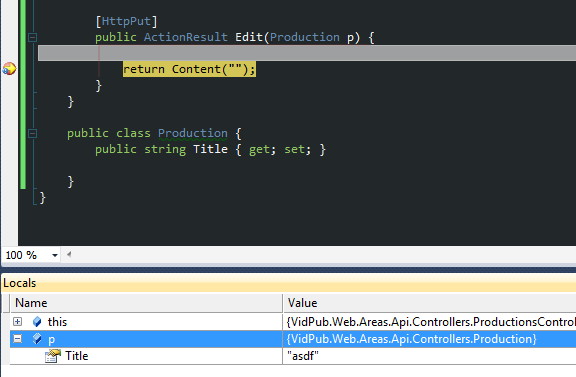 [HttpPut]
public ActionResult Edit(Production p) {
return Content("");
}
}
public class Production {
public string Title { get; set; }
}
}
100 %
Locals
Name Value
this {VidPub.Web.Areas.Api.Controllers.ProductionsContro
p {VidPub.Web.Areas.Api.Controllers.Production}
Title "asdf"